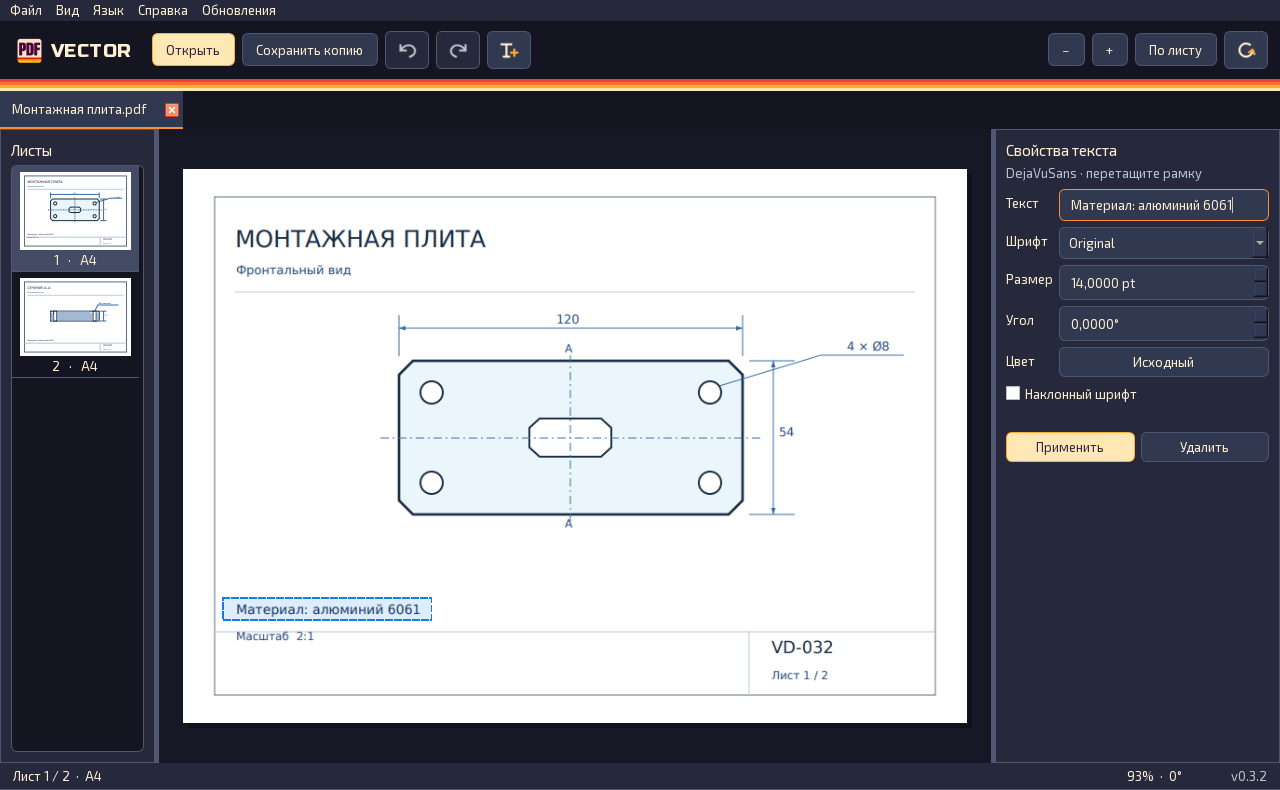 Файл Вид Язык Справка Обновления
PDF VECTOR Открыть Сохранить копию − + По листу
Монтажная плита.pdf
Листы
1 · A4
2 · A4
МОНТАЖНАЯ ПЛИТА
Фронтальный вид
120
A
4 × Ø8
54
A
Материал: алюминий 6061
Масштаб 2:1
VD-032
Лист 1 / 2
Свойства текста
DejaVuSans · перетащите рамку
Текст Материал: алюминий 6061
Шрифт Original
Размер 14,0000 pt
Угол 0,0000°
Цвет Исходный
Наклонный шрифт
Применить Удалить
Лист 1 / 2 · A4 93% · 0° v0.3.2